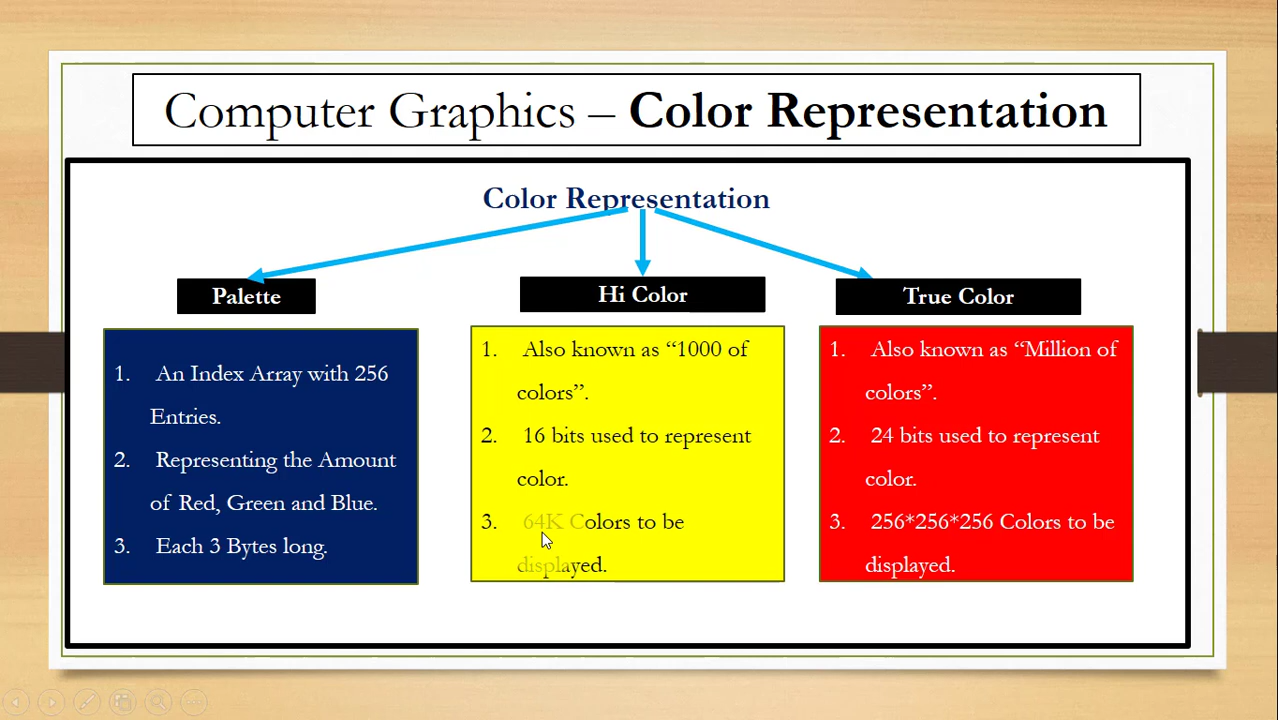 Computer Graphics – Color Representation
Color Representation
Palette
1. An Index Array with 256
Entries.
2. Representing the Amount
of Red, Green and Blue.
3. Each 3 Bytes long.
Hi Color
1. Also known as “1000 of
colors”.
2. 16 bits used to represent
color.
3. 64K Colors to be
displayed.
True Color
1. Also known as “Million of
colors”.
2. 24 bits used to represent
color.
3. 256*256*256 Colors to be
displayed.